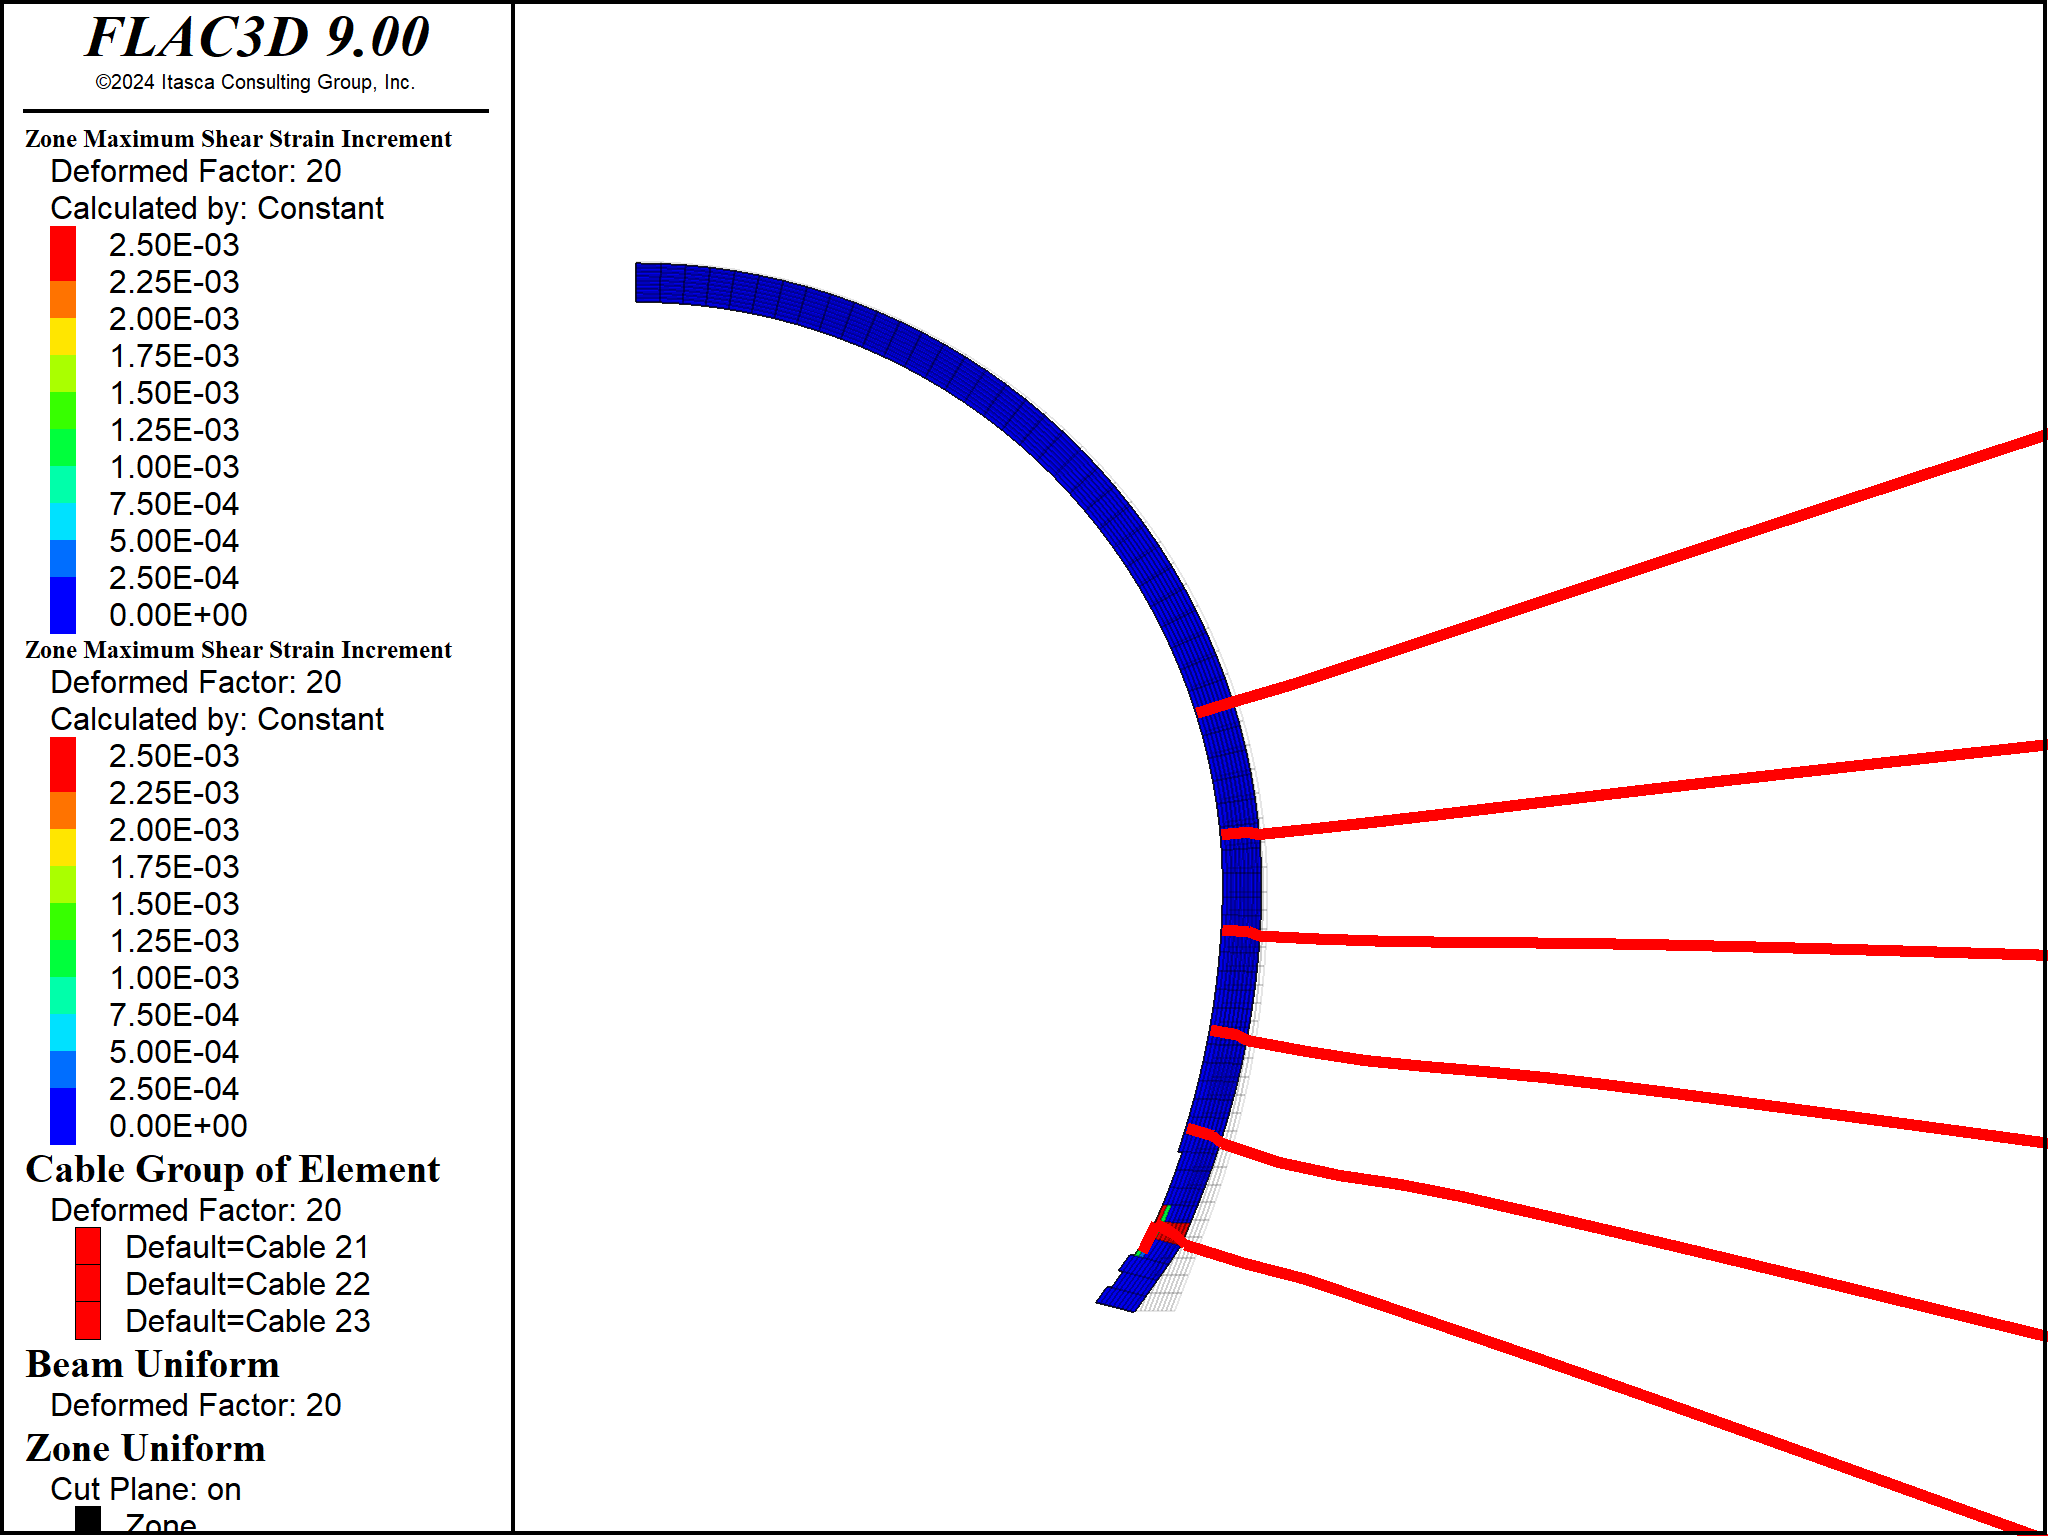 FLAC3D 9.00
©2024 Itasca Consulting Group, Inc.
Zone Maximum Shear Strain Increment
Deformed Factor: 20
Calculated by: Constant
2.50E-03
2.25E-03
2.00E-03
1.75E-03
1.50E-03
1.25E-03
1.00E-03
7.50E-04
5.00E-04
2.50E-04
0.00E+00
Zone Maximum Shear Strain Increment
Deformed Factor: 20
Calculated by: Constant
2.50E-03
2.25E-03
2.00E-03
1.75E-03
1.50E-03
1.25E-03
1.00E-03
7.50E-04
5.00E-04
2.50E-04
0.00E+00
Cable Group of Element
Deformed Factor: 20
Default=Cable 21
Default=Cable 22
Default=Cable 23
Beam Uniform
Deformed Factor: 20
Zone Uniform
Cut Plane: on
Zone